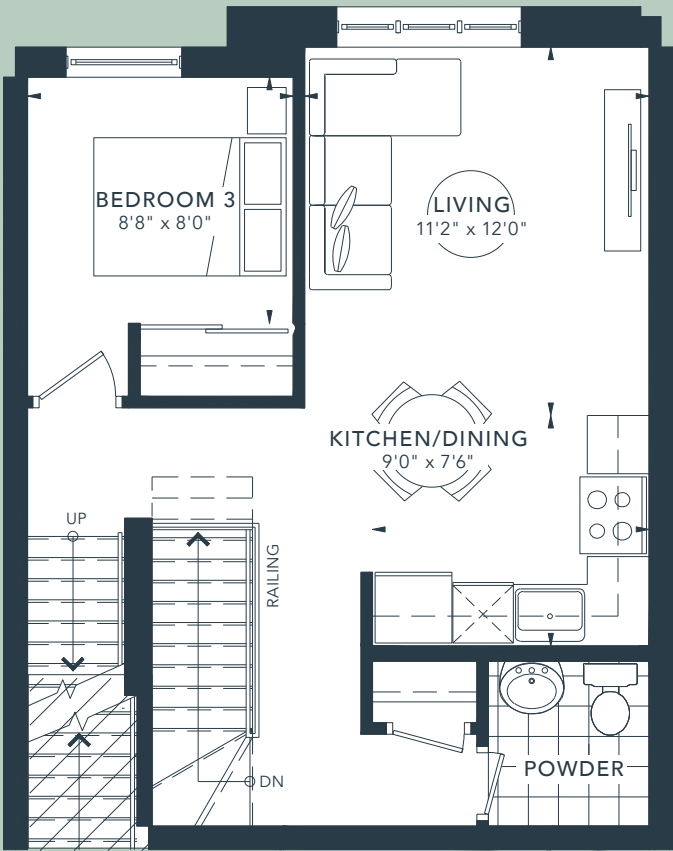 BEDROOM 3
8'8" x 8'0"
LIVING
11'2" x 12'0"
KITCHEN/DINING
9'0" x 7'6"
UP
RAILING
DN
POWDER